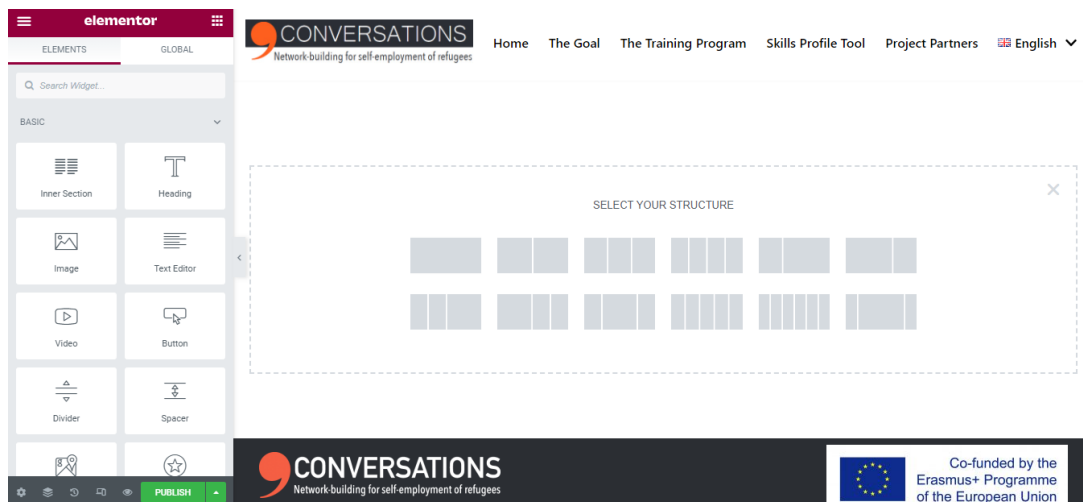 elementor
ELEMENTS
GLOBAL
Search Widget...
BASIC
Inner Section
Heading
Image
Text Editor
Video
Button
Divider
Spacer
PUBLISH
CONVERSATIONS
Network-building for self-employment of refugees
Home
The Goal
The Training Program
Skills Profile Tool
Project Partners
English
SELECT YOUR STRUCTURE
CONVERSATIONS
Network-building for self-employment of refugees
Co-funded by the
Erasmus+ Programme
of the European Union